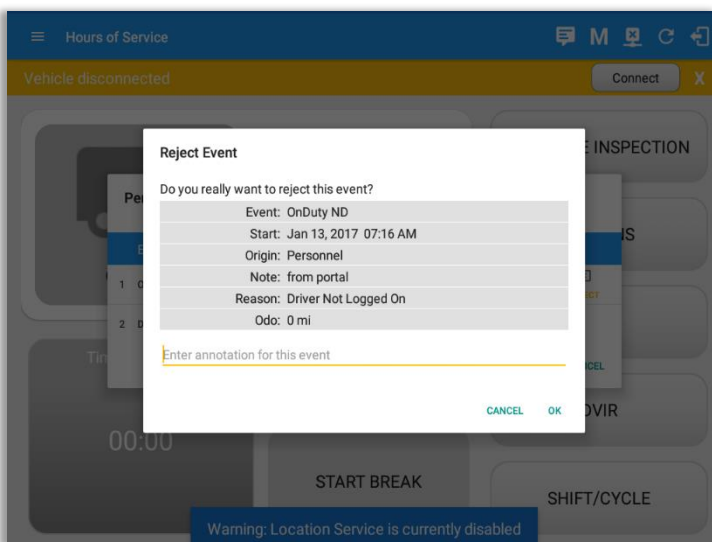 Hours of Service
M
Vehicle disconnected
Connect
X
Reject Event
Do you really want to reject this event?
Event: OnDuty ND
Start: Jan 13, 2017 07:16 AM
Origin: Personnel
Note: from portal
Reason: Driver Not Logged On
Odo: 0 mi
Enter annotation for this event
CANCEL
OK
INSPECTION
1
2
00:00
START BREAK
SHIFT/CYCLE
Warning: Location Service is currently disabled